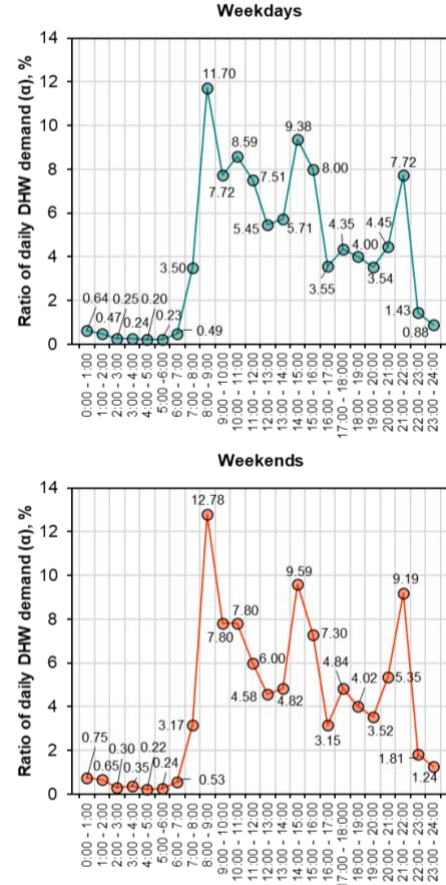 Weekdays
Ratio of daily DHW demand (α), %
14
12
10
8
6
4
2
0
0.64
0.47
0.25
0.24
0.20
0.23
0.49
3.50
11.70
7.72
8.59
7.51
5.45
5.71
9.38
8.00
3.55
4.35
4.00
3.54
4.45
7.72
1.43
0.88
0:00 - 1:00
1:00 - 2:00
2:00 - 3:00
3:00 - 4:00
4:00 - 5:00
5:00 -6:00
6:00 - 7:00
7:00 - 8:00
8:00 - 9:00
9:00 - 10:00
10:00 - 11:00
11:00 - 12:00
12:00 - 13:00
13:00 - 14:00
14:00 - 15:00
15:00 - 16:00
16:00 - 17:00
17:00 - 18:000
18:00 - 19:00
19:00 - 20:00
20:00 - 21:00
21:00 - 22:00
22:00 - 23:00
23:00 - 24:00
Weekends
Ratio of daily DHW demand (α), %
14
12
10
8
6
4
2
0
0.75
0.65
0.30
0.35
0.22
0.24
0.53
3.17
12.78
7.80
7.80
6.00
4.58
4.82
9.59
7.30
3.15
4.84
4.02
3.52
5.35
9.19
1.81
1.24
0:00 - 1:00
1:00 - 2:00
2:00 - 3:00
3:00 - 4:00
4:00 - 5:00
5:00 -6:00
6:00 - 7:00
7:00 - 8:00
8:00 - 9:00
9:00 - 10:00
10:00 - 11:00
11:00 - 12:00
12:00 - 13:00
13:00 - 14:00
14:00 - 15:00
15:00 - 16:00
16:00 - 17:00
17:00 - 18:000
18:00 - 19:00
19:00 - 20:00
20:00 - 21:00
21:00 - 22:00
22:00 - 23:00
23:00 - 24:00